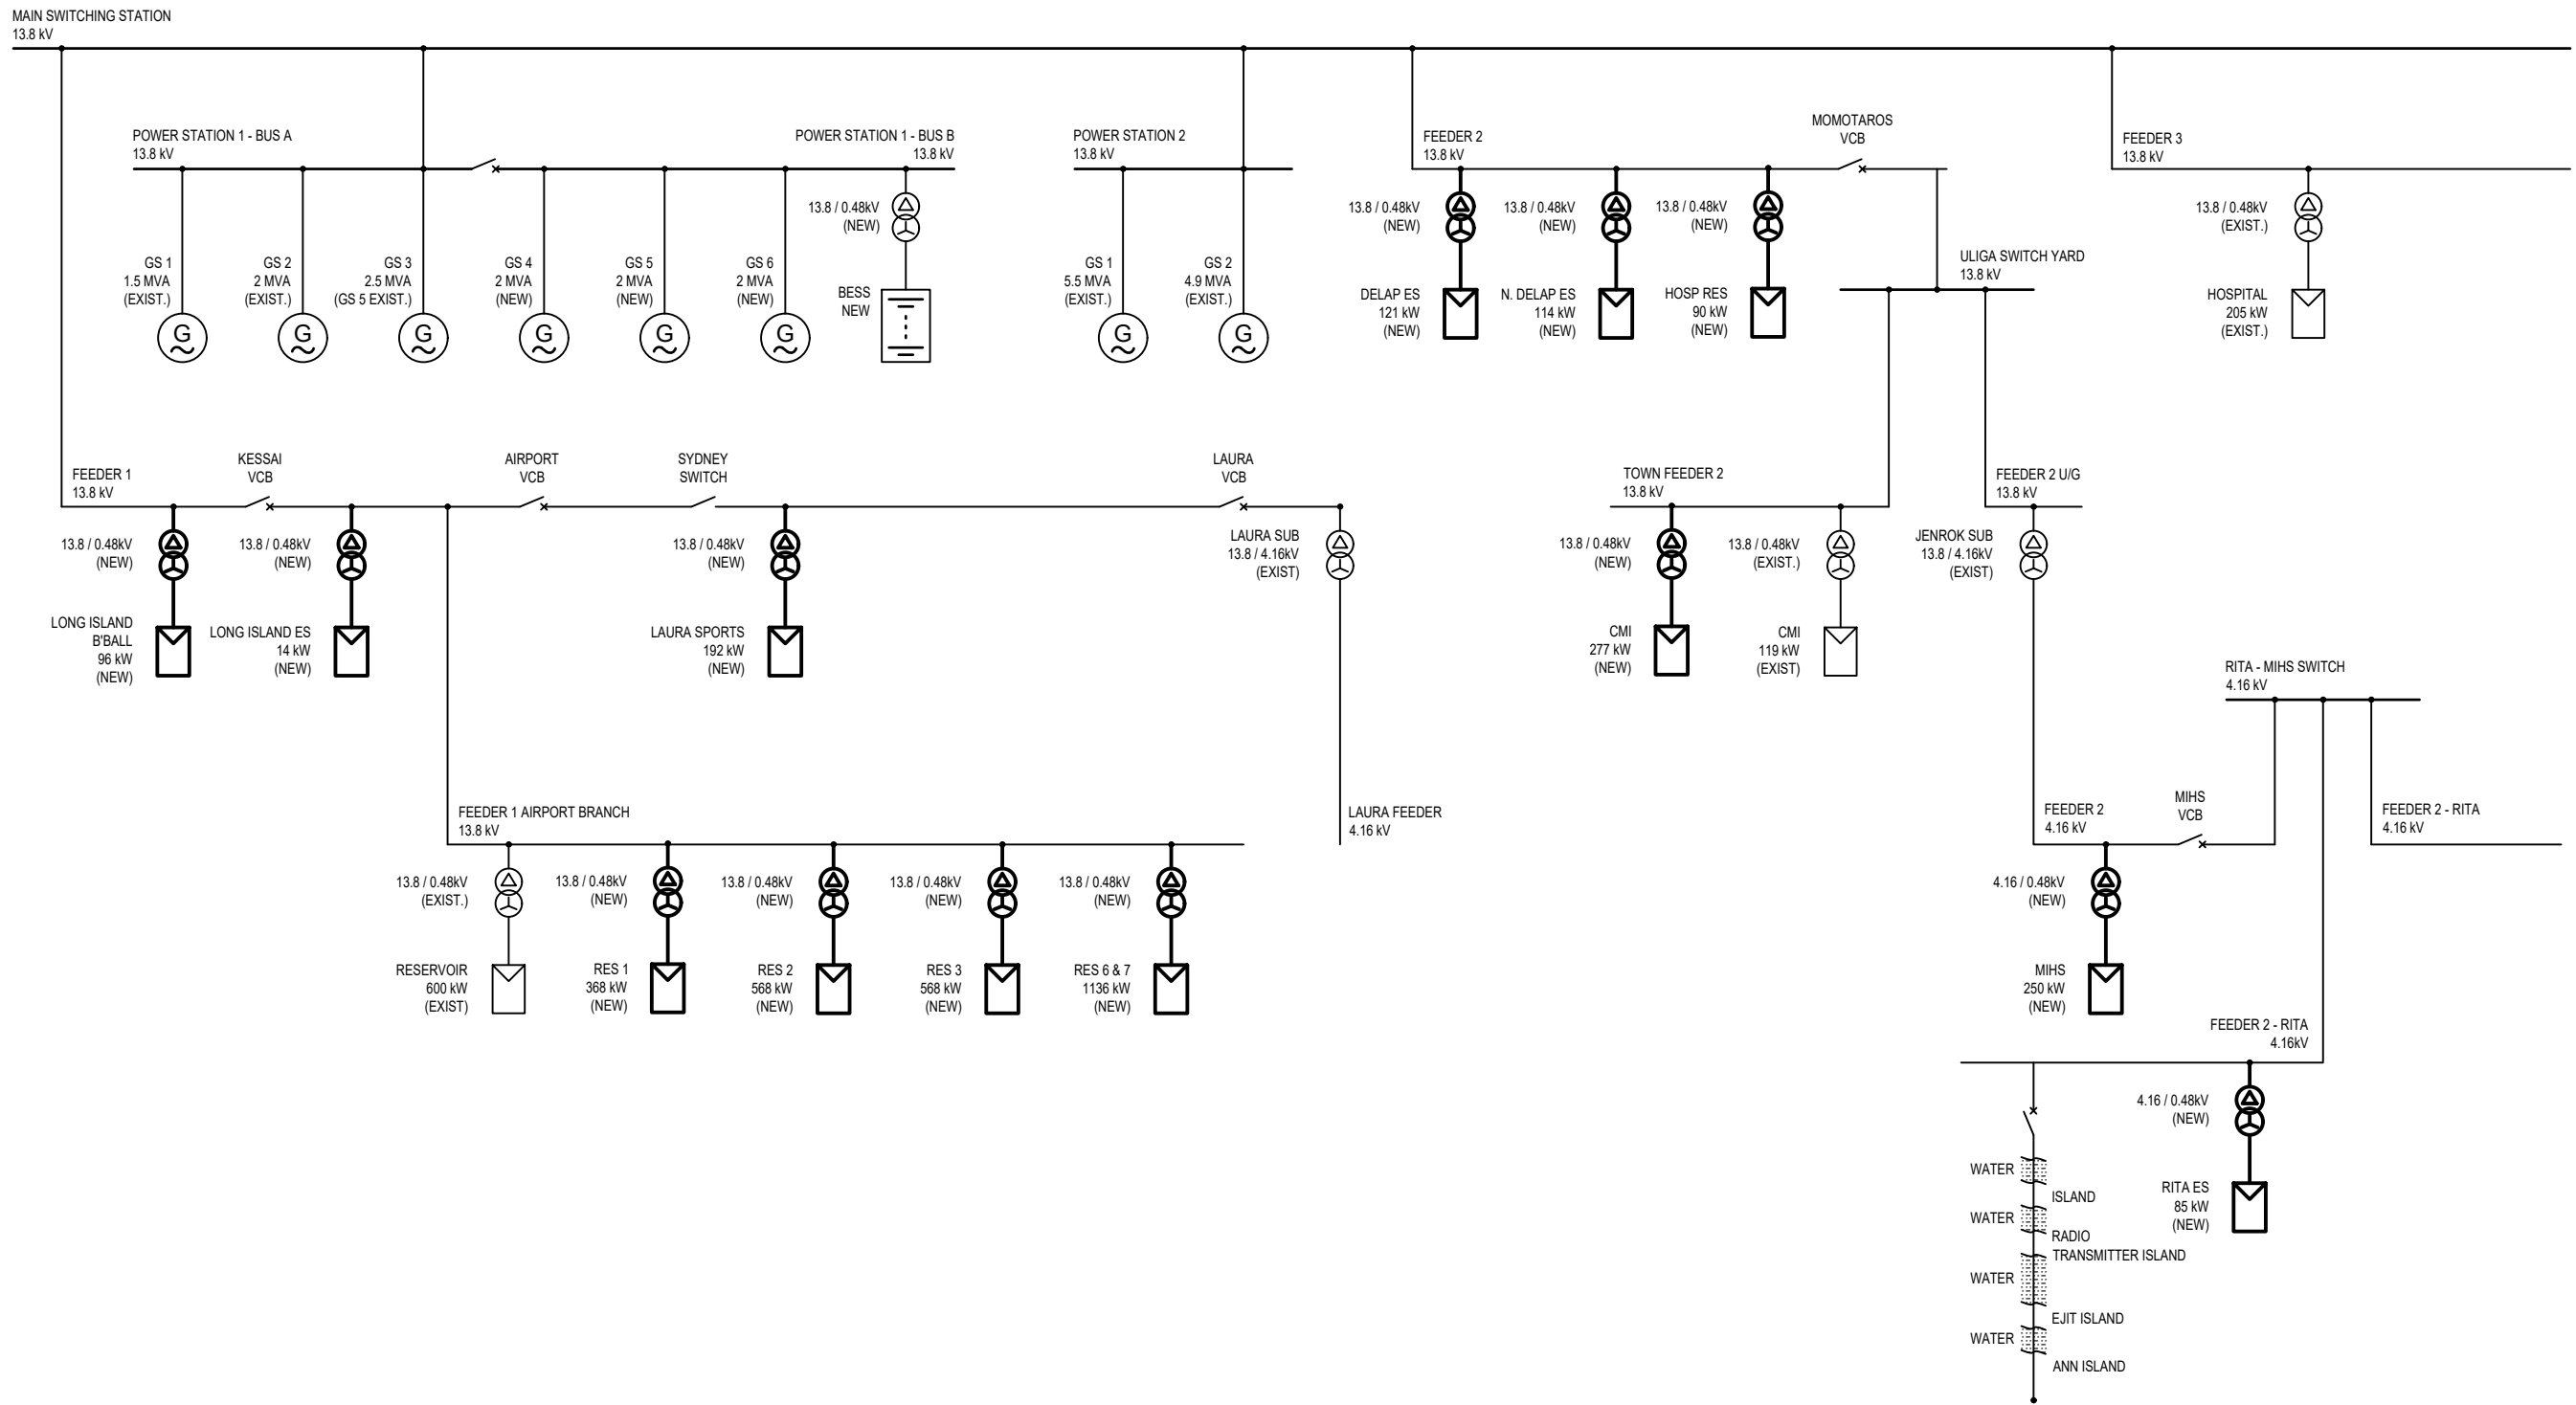 MAIN SWITCHING STATION
13.8 kV
POWER STATION 1 - BUS A
13.8 kV
POWER STATION 1 - BUS B
13.8 kV
POWER STATION 2
13.8 kV
FEEDER 2
13.8 kV
MOMOTAROS
VCB
FEEDER 3
13.8 kV
GS 1
1.5 MVA
(EXIST.)
G
GS 2
2 MVA
(EXIST.)
G
GS 3
2.5 MVA
(GS 5 EXIST.)
G
GS 4
2 MVA
(NEW)
G
GS 5
2 MVA
(NEW)
G
GS 6
2 MVA
(NEW)
G
13.8 / 0.48kV
(NEW)
BESS
NEW
GS 1
5.5 MVA
(EXIST.)
G
GS 2
4.9 MVA
(EXIST.)
G
13.8 / 0.48kV
(NEW)
DELAP ES
121 kW
(NEW)
13.8 / 0.48kV
(NEW)
N. DELAP ES
114 kW
(NEW)
13.8 / 0.48kV
(NEW)
HOSP RES
90 kW
(NEW)
ULIGA SWITCH YARD
13.8 kV
13.8 / 0.48kV
(EXIST.)
HOSPITAL
205 kW
(EXIST.)
FEEDER 1
13.8 kV
KESSAI
VCB
AIRPORT
VCB
SYDNEY
SWITCH
LAURA
VCB
13.8 / 0.48kV
(NEW)
LONG ISLAND
B'BALL
96 kW
(NEW)
13.8 / 0.48kV
(NEW)
LONG ISLAND ES
14 kW
(NEW)
13.8 / 0.48kV
(NEW)
LAURA SPORTS
192 kW
(NEW)
LAURA SUB
13.8 / 4.16kV
(EXIST)
TOWN FEEDER 2
13.8 kV
13.8 / 0.48kV
(NEW)
CMI
277 kW
(NEW)
13.8 / 0.48kV
(EXIST.)
CMI
119 kW
(EXIST)
FEEDER 2 U/G
13.8 kV
JENROK SUB
13.8 / 4.16kV
(EXIST)
RITA - MIHS SWITCH
4.16 kV
FEEDER 1 AIRPORT BRANCH
13.8 kV
LAURA FEEDER
4.16 kV
FEEDER 2
4.16 kV
MIHS
VCB
FEEDER 2 - RITA
4.16 kV
13.8 / 0.48kV
(EXIST.)
RESERVOIR
600 kW
(EXIST)
13.8 / 0.48kV
(NEW)
RES 1
368 kW
(NEW)
13.8 / 0.48kV
(NEW)
RES 2
568 kW
(NEW)
13.8 / 0.48kV
(NEW)
RES 3
568 kW
(NEW)
13.8 / 0.48kV
(NEW)
RES 6 & 7
1136 kW
(NEW)
4.16 / 0.48kV
(NEW)
MIHS
250 kW
(NEW)
FEEDER 2 - RITA
4.16kV
4.16 / 0.48kV
(NEW)
RITA ES
85 kW
(NEW)
WATER
ISLAND
WATER
RADIO
TRANSMITTER ISLAND
WATER
EJIT ISLAND
WATER
ANN ISLAND